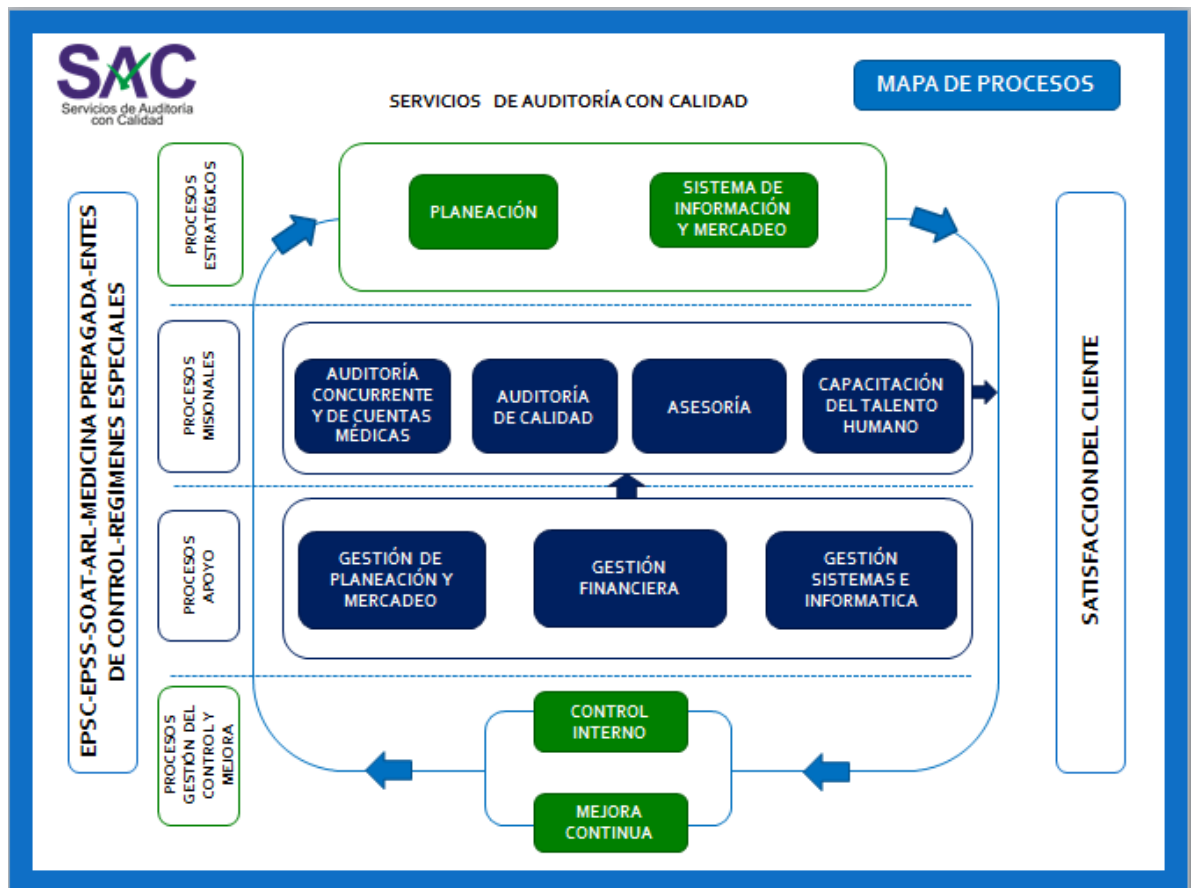 SAC
Servicios de Auditoría
con Calidad
SERVICIOS DE AUDITORÍA CON CALIDAD
MAPA DE PROCESOS
EPSC-EPSS-SOAT-ARL-MEDICINA PREPAGADA-ENTES
DE CONTROL-REGÍMENES ESPECIALES
PROCESOS
ESTRATÉGICOS
PLANEACIÓN
SISTEMA DE
INFORMACIÓN
Y MERCADEO
PROCESOS
MISIONALES
AUDITORÍA
CONCURRENTE
Y DE CUENTAS
MÉDICAS
AUDITORÍA
DE CALIDAD
ASESORÍA
CAPACITACIÓN
DEL TALENTO
HUMANO
PROCESOS
APOYO
GESTIÓN DE
PLANEACIÓN Y
MERCADEO
GESTIÓN
FINANCIERA
GESTIÓN
SISTEMAS E
INFORMATICA
PROCESOS
GESTIÓN DEL
CONTROL Y
MEJORA
CONTROL
INTERNO
MEJORA
CONTINUA
SATISFACCION DEL CLIENTE